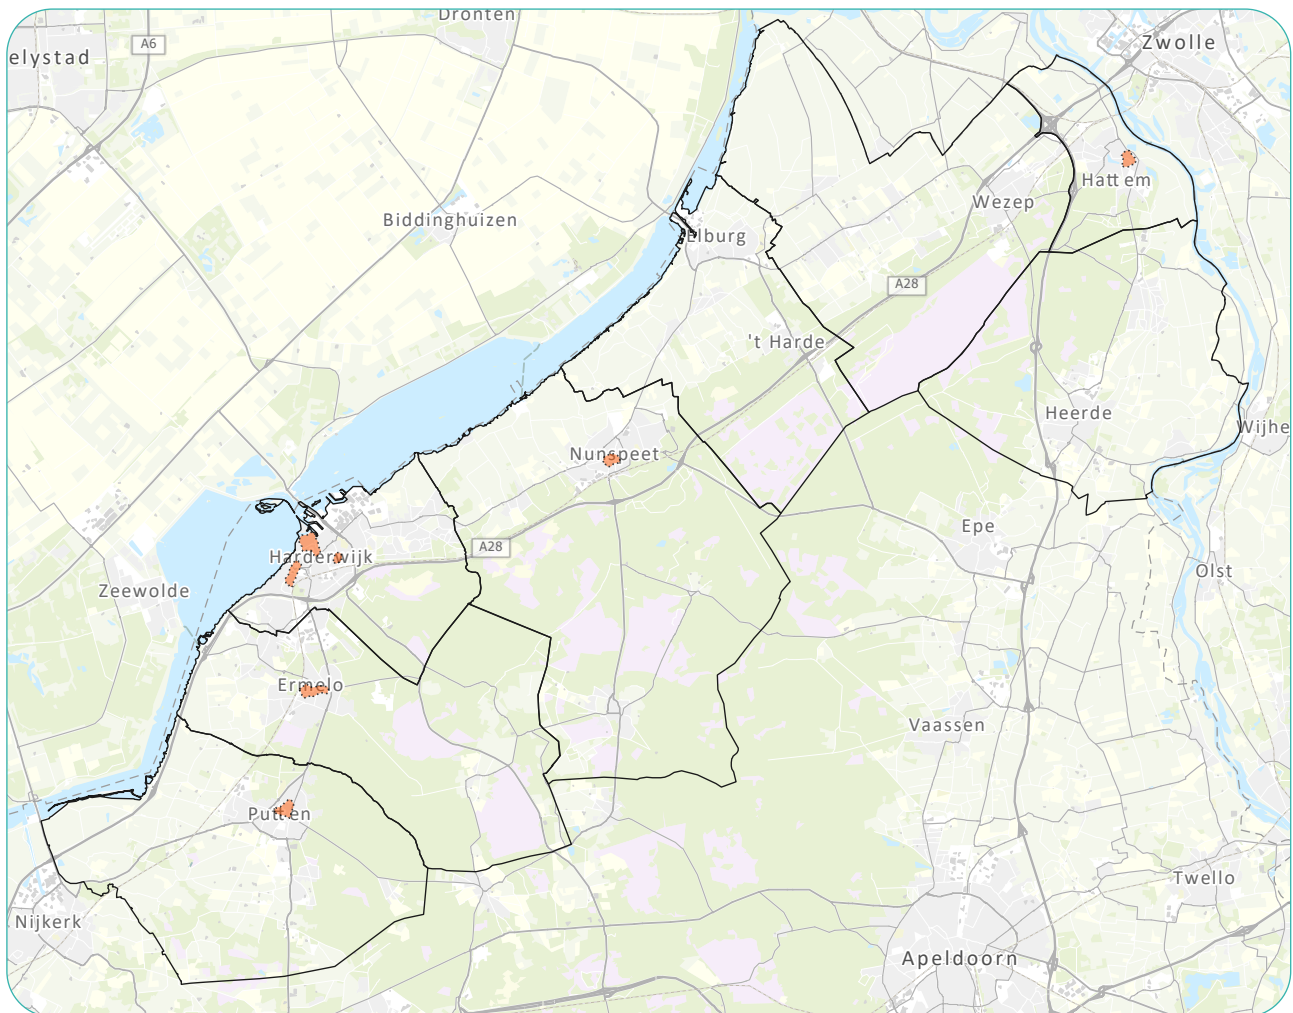 Dronten
A6
elystad
Zwolle
Hattem
Wezep
Biddinghuizen
Elburg
A28
't Harde
Heerde
Wijhe
Nunspeet
Epe
A28
Harderwijk
Olst
Zeewolde
Ermelo
Vaassen
Putten
Twello
Nijkerk
Apeldoorn